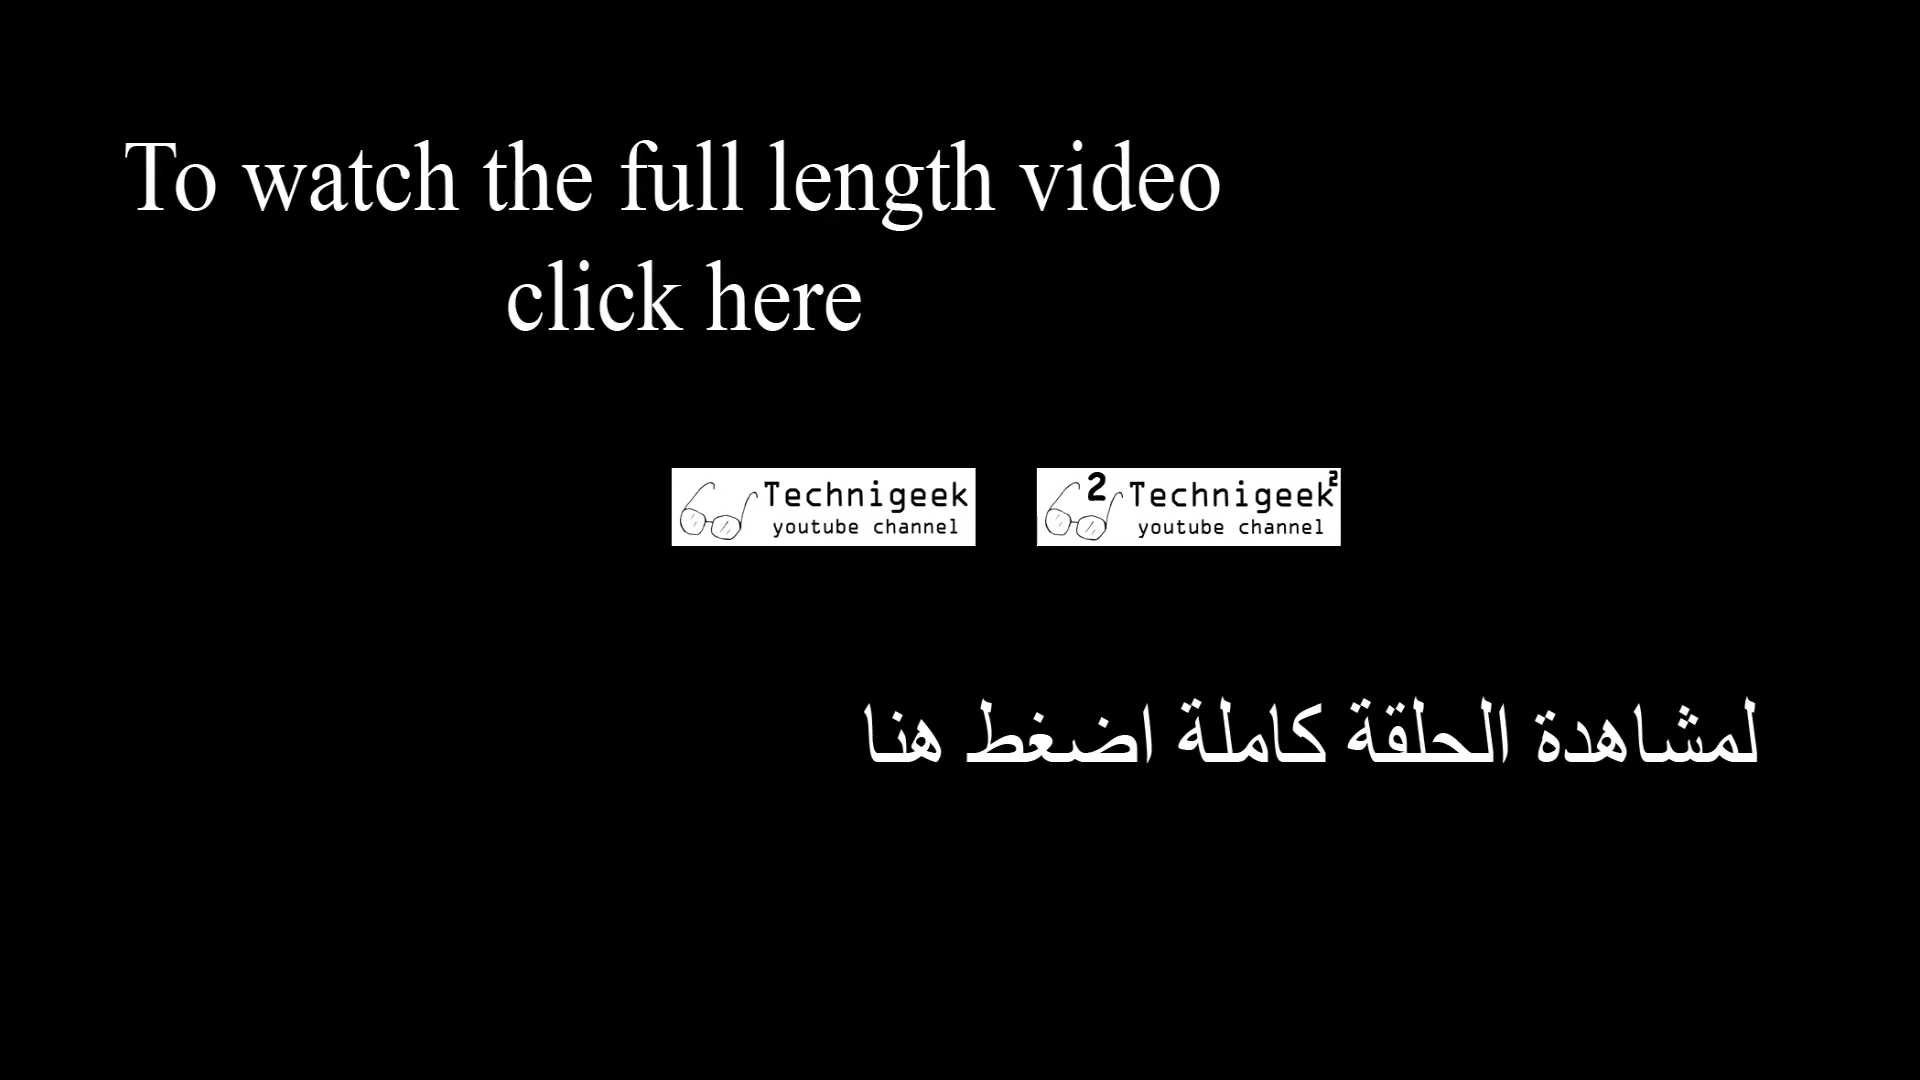 To watch the full length video
click here
Technigeek
youtube channel
2 Technigeek²
youtube channel
لمشاهدة الحلقة كاملة اضغط هنا